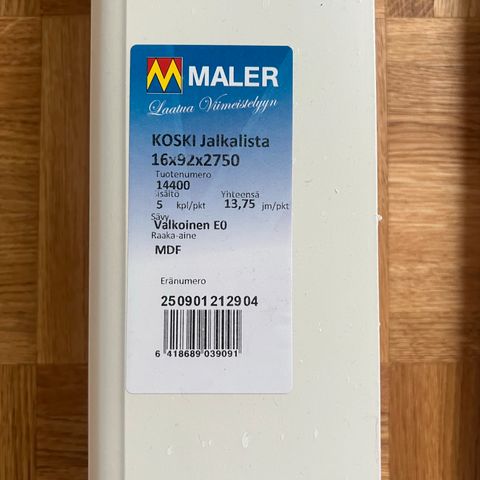 MALER
Laatua Viimeistelyyn
KOSKI Jalkalista
16x92x2750
Tuotenumero
14400
Sisältö Yhteensä
5 kpl/pkt 13,75 jm/pkt
Sävy
Valkoinen E0
Raaka-aine
MDF
Eränumero
250901212904
6 418689 039091